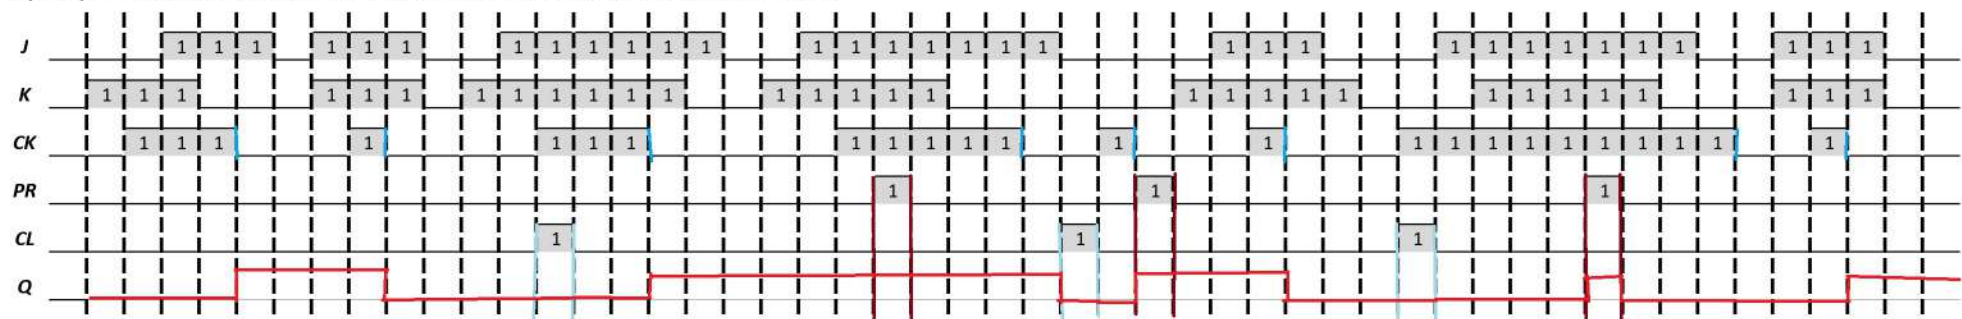 J 1 1 1 1 1 1 1 1 1 1 1 1 1 1 1 1 1 1 1 1 1 1 1 1 1 1 1 1 1 1 1 1
K 1 1 1 1 1 1 1 1 1 1 1 1 1 1 1 1 1 1 1 1 1 1 1 1 1 1 1 1 1 1
CK 1 1 1 1 1 1 1 1 1 1 1 1 1 1 1 1 1 1 1 1 1 1 1 1
PR 1 1 1
CL 1 1 1
Q